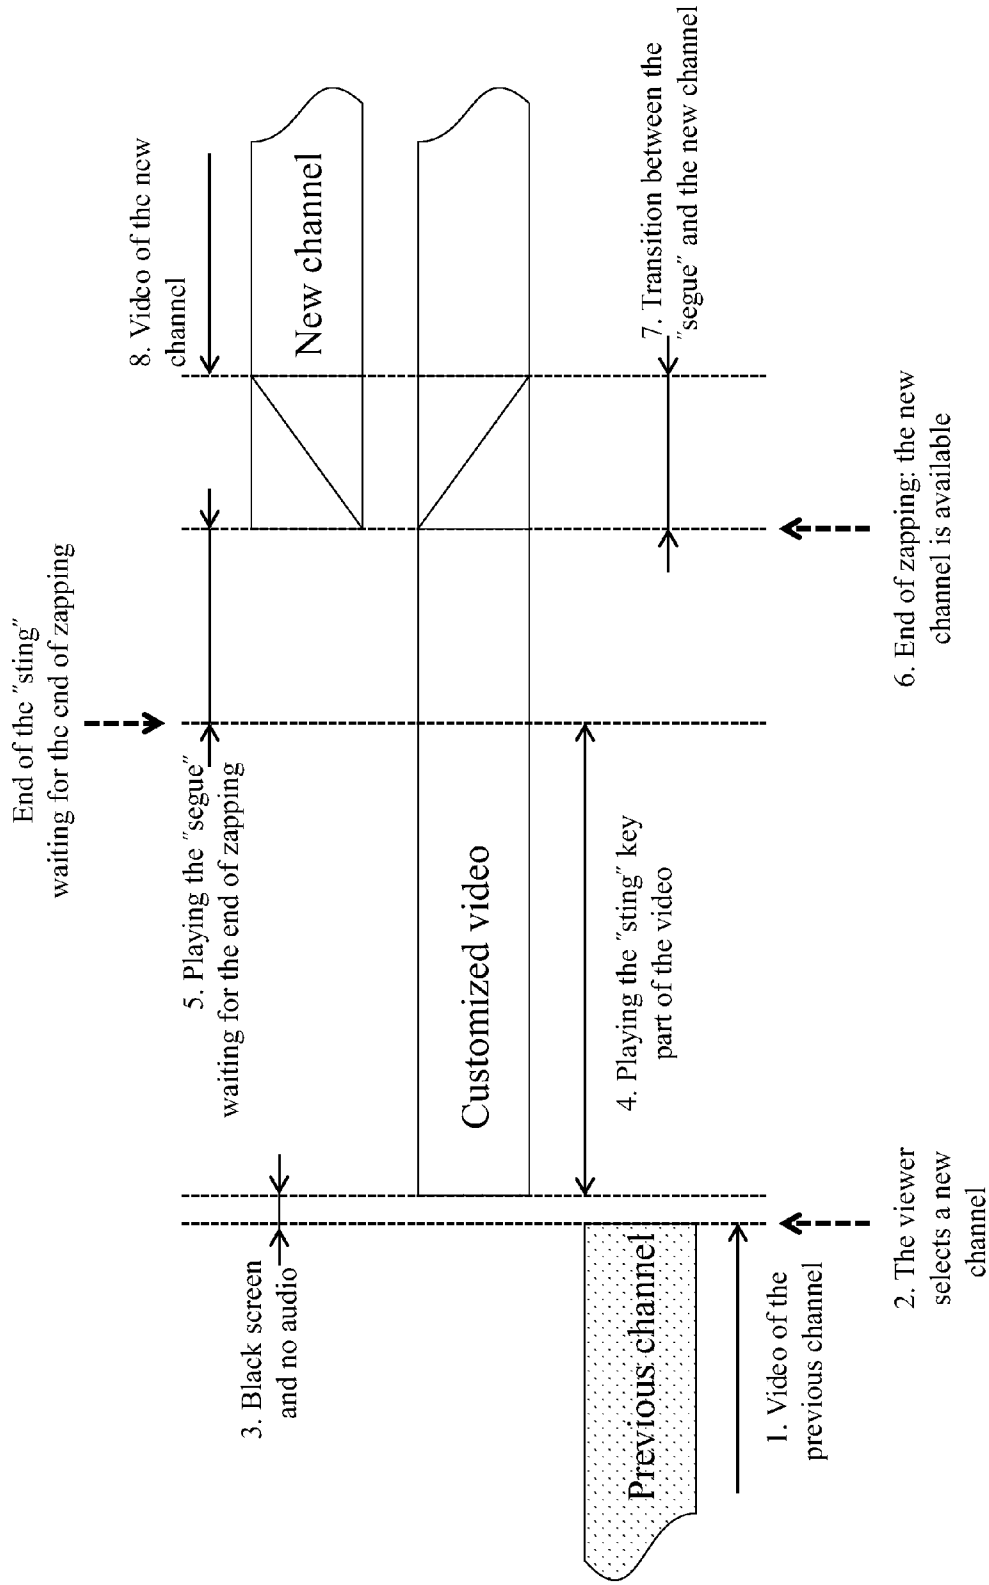 End of the "sting"
waiting for the end of zapping
5. Playing the "segue"
waiting for the end of zapping
8. Video of the new
channel
3. Black screen
and no audio
New channel
Customized video
Previous channel
4. Playing the "sting" key
part of the video
7. Transition between the
"segue" and the new channel
1. Video of the
previous channel
2. The viewer
selects a new
channel
6. End of zapping: the new
channel is available